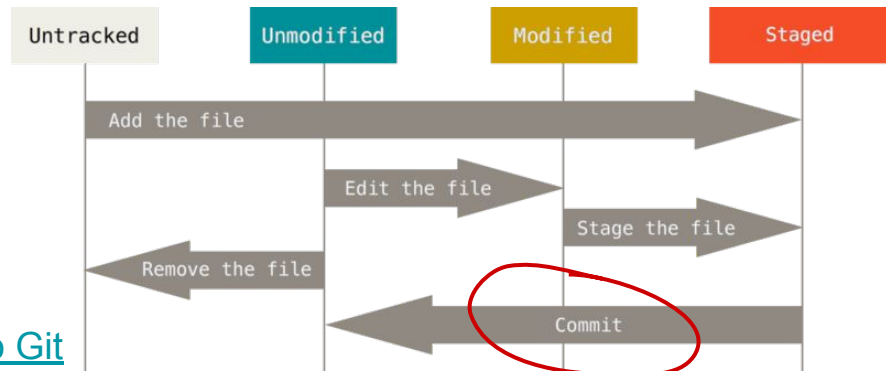 Untracked
Unmodified
Modified
Staged
Add the file
Edit the file
Stage the file
Remove the file
Commit
o Git